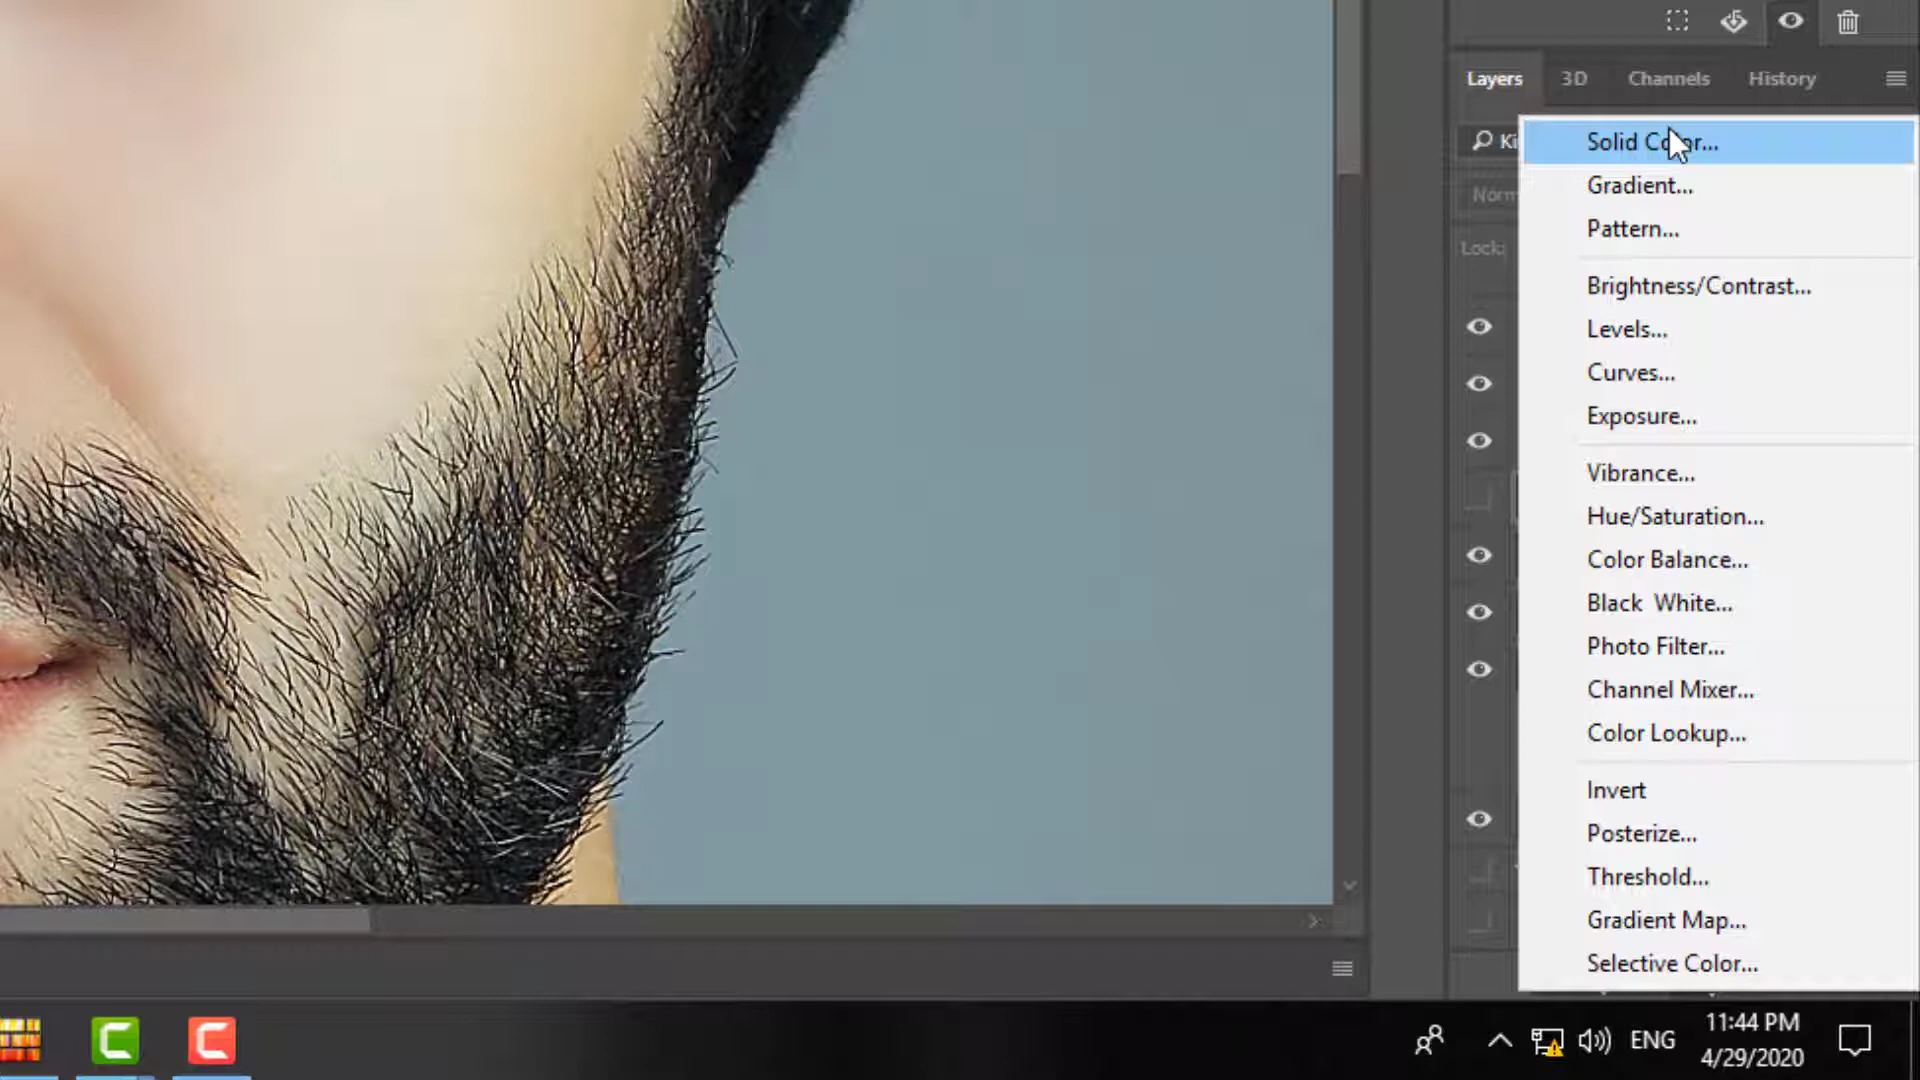 Layers 3D Channels History
Ki
Solid Color...
Gradient...
Norm
Pattern...
Lock:
Brightness/Contrast...
Levels...
Curves...
Exposure...
Vibrance...
Hue/Saturation...
Color Balance...
Black  White...
Photo Filter...
Channel Mixer...
Color Lookup...
Invert
Posterize...
Threshold...
Gradient Map...
Selective Color...
ENG
11:44 PM
4/29/2020